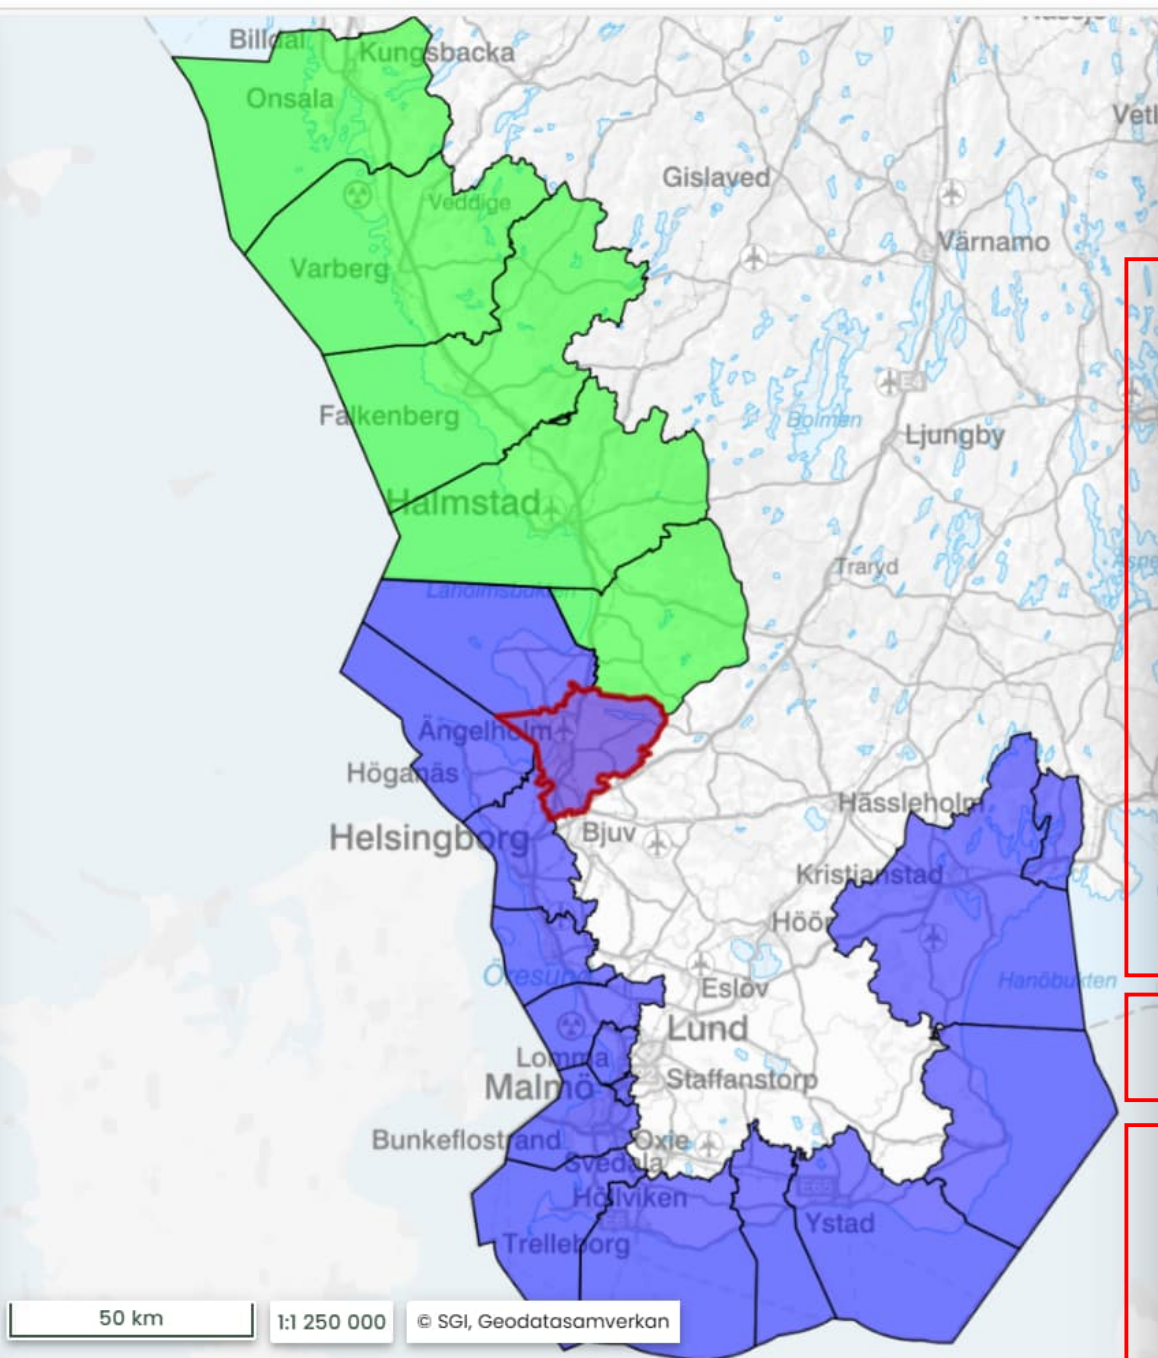 Billdal
Kungsbacka
Onsala
Gislaved
Veddige
Värnamo
Varberg
Falkenberg
Bolmen
Ljungby
Halmstad
Traryd
Laholmsbukten
Ängelholm
Höganäs
Hässleholm
Helsingborg
Bjuv
Kristianstad
Höör
Öresund
Eslöv
Hanöbukten
Lund
Lomma
Staffanstorp
Malmö
Bunkeflostrand
Oxie
Svedala
E65
Höllviken
Ystad
Trelleborg
50 km
1:1 250 000
© SGI, Geodatasamverkan